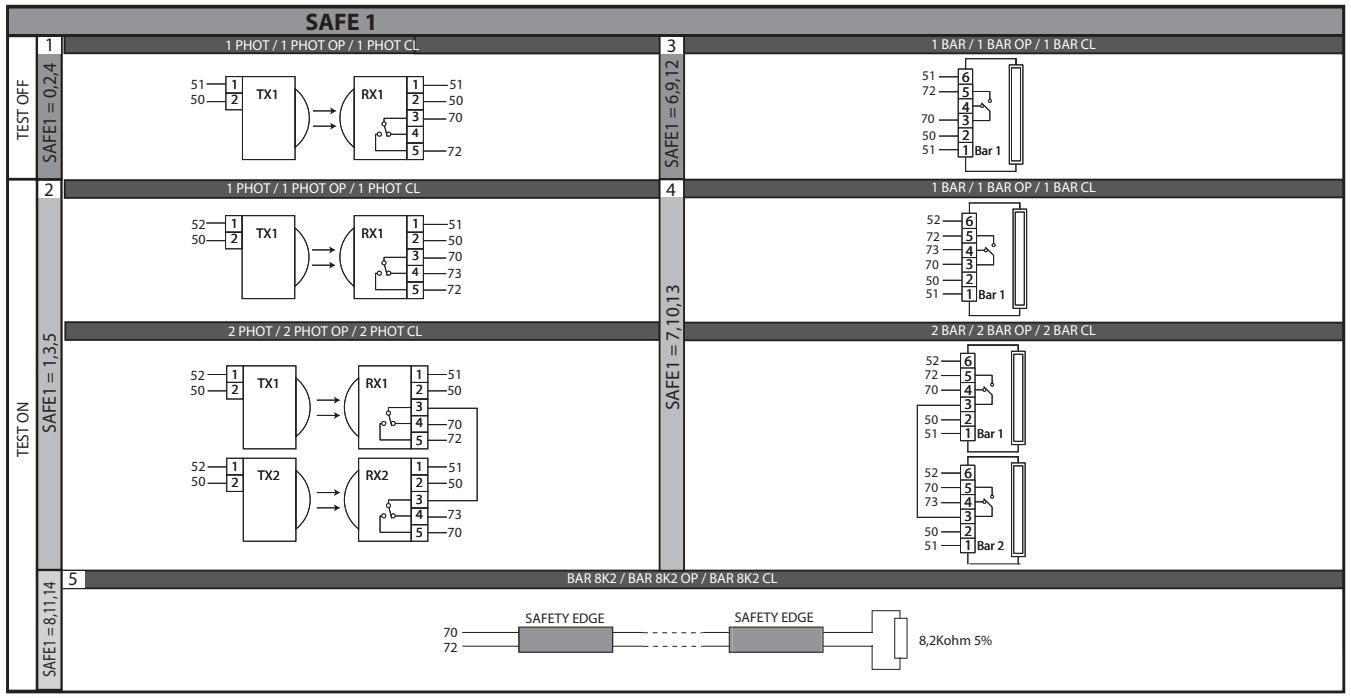 SAFE 1
TEST OFF
SAFE1 = 0,2,4
1
1 PHOT / 1 PHOT OP / 1 PHOT CL
51 1 TX1 RX1 1 51
50 2 2 50
3 70
4
5 72
3
SAFE1 = 6,9,12
1 BAR / 1 BAR OP / 1 BAR CL
51 6
72 5
4
70 3
50 2
51 1 Bar 1
TEST ON
SAFE1 = 1,3,5
2
1 PHOT / 1 PHOT OP / 1 PHOT CL
52 1 TX1 RX1 1 51
50 2 2 50
3 70
4 73
5 72
2 PHOT / 2 PHOT OP / 2 PHOT CL
52 1 TX1 RX1 1 51
50 2 2 50
3
4 70
5 72
52 1 TX2 RX2 1 51
50 2 2 50
3
4 73
5 70
4
SAFE1 = 7,10,13
1 BAR / 1 BAR OP / 1 BAR CL
52 6
72 5
73 4
70 3
50 2
51 1 Bar 1
2 BAR / 2 BAR OP / 2 BAR CL
52 6
72 5
70 4
3
50 2
51 1 Bar 1
52 6
70 5
73 4
3
50 2
51 1 Bar 2
SAFE1 = 8,11,14
5
BAR 8K2 / BAR 8K2 OP / BAR 8K2 CL
SAFETY EDGE SAFETY EDGE
70
72
8,2Kohm 5%